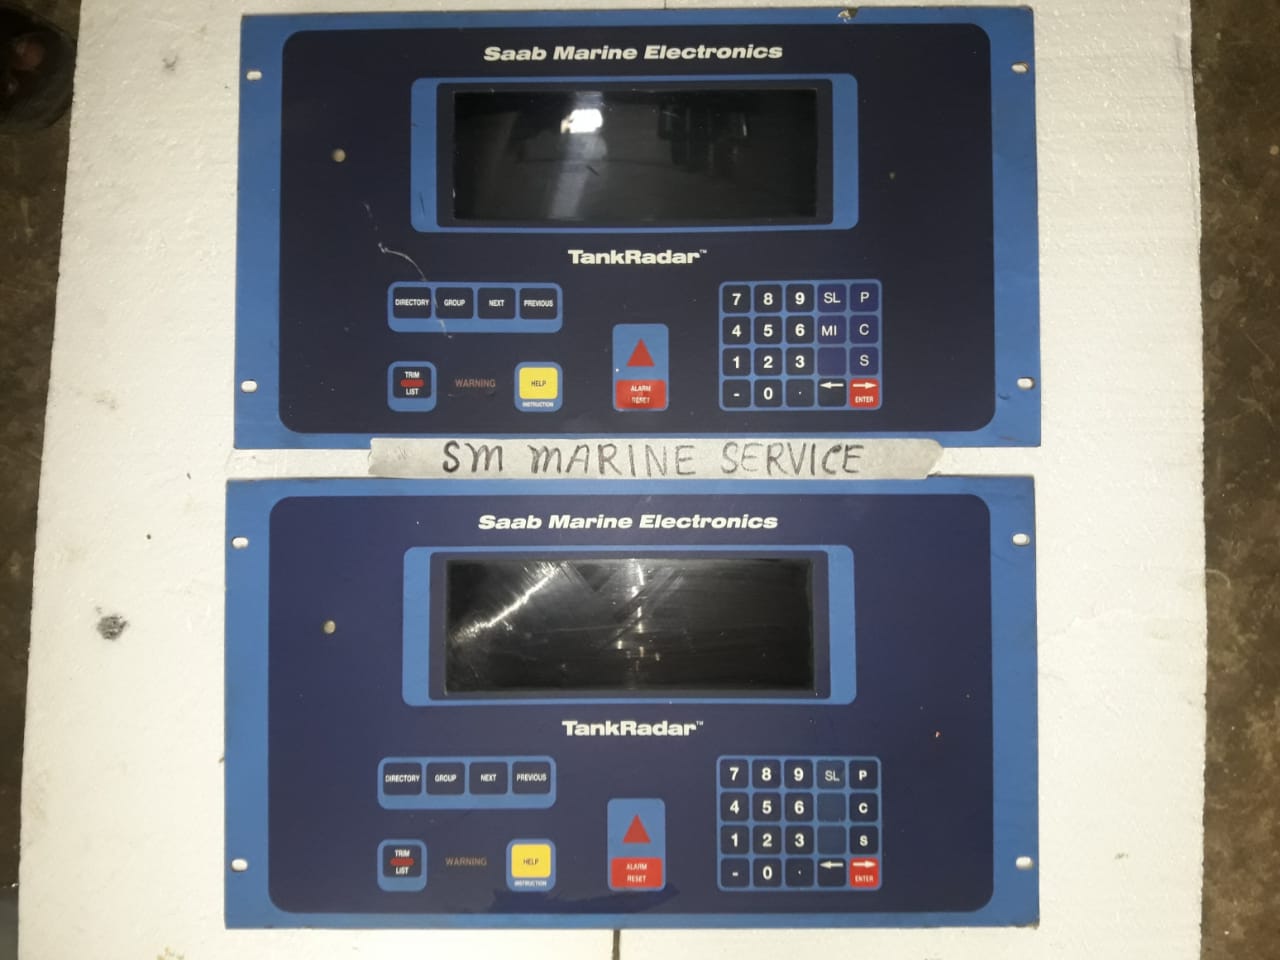 Saab Marine Electronics
TankRadar™
DIRECTORY GROUP NEXT PREVIOUS
7 8 9 SL P
4 5 6 MI C
1 2 3 S
- 0 . ← → ENTER
TRIM LIST
WARNING
HELP
INSTRUCTION
ALARM RESET
SM MARINE SERVICE
Saab Marine Electronics
TankRadar™
DIRECTORY GROUP NEXT PREVIOUS
7 8 9 SL P
4 5 6 C
1 2 3 S
- 0 . ← → ENTER
TRIM LIST
WARNING
HELP
INSTRUCTION
ALARM RESET